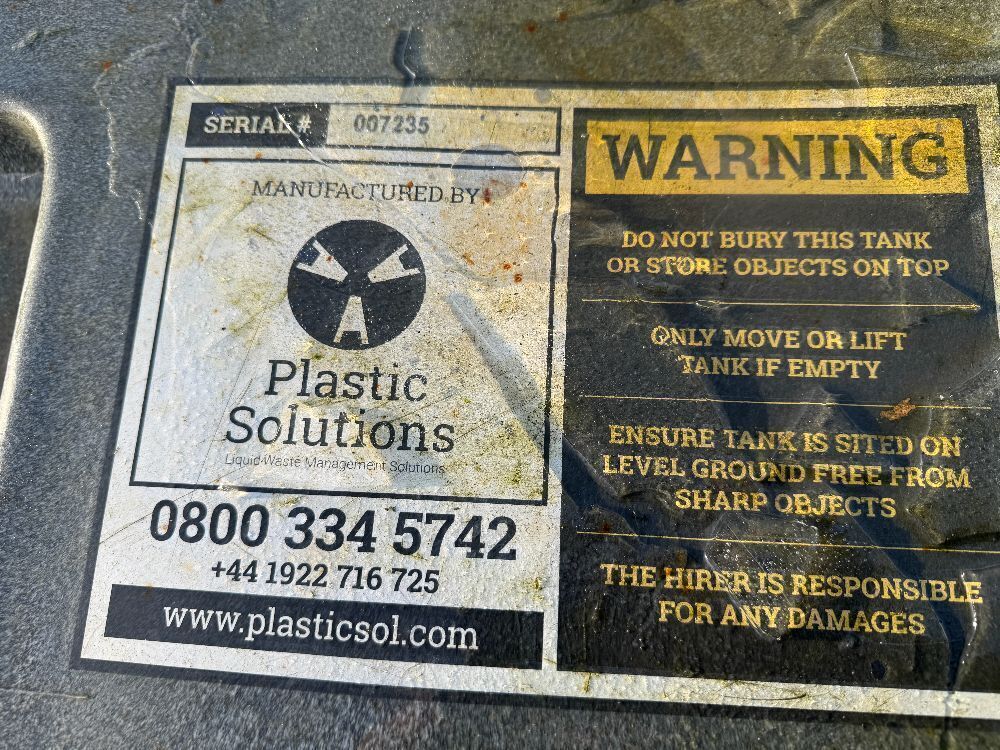 SERIAL # 007235
MANUFACTURED BY
AAA
Plastic
Solutions
Liquid Waste Management Solutions
0800 334 5742
+44 1922 716 725
www.plasticsol.com
WARNING
DO NOT BURY THIS TANK
OR STORE OBJECTS ON TOP
ONLY MOVE OR LIFT
TANK IF EMPTY
ENSURE TANK IS SITED ON
LEVEL GROUND FREE FROM
SHARP OBJECTS
THE HIRER IS RESPONSIBLE
FOR ANY DAMAGES